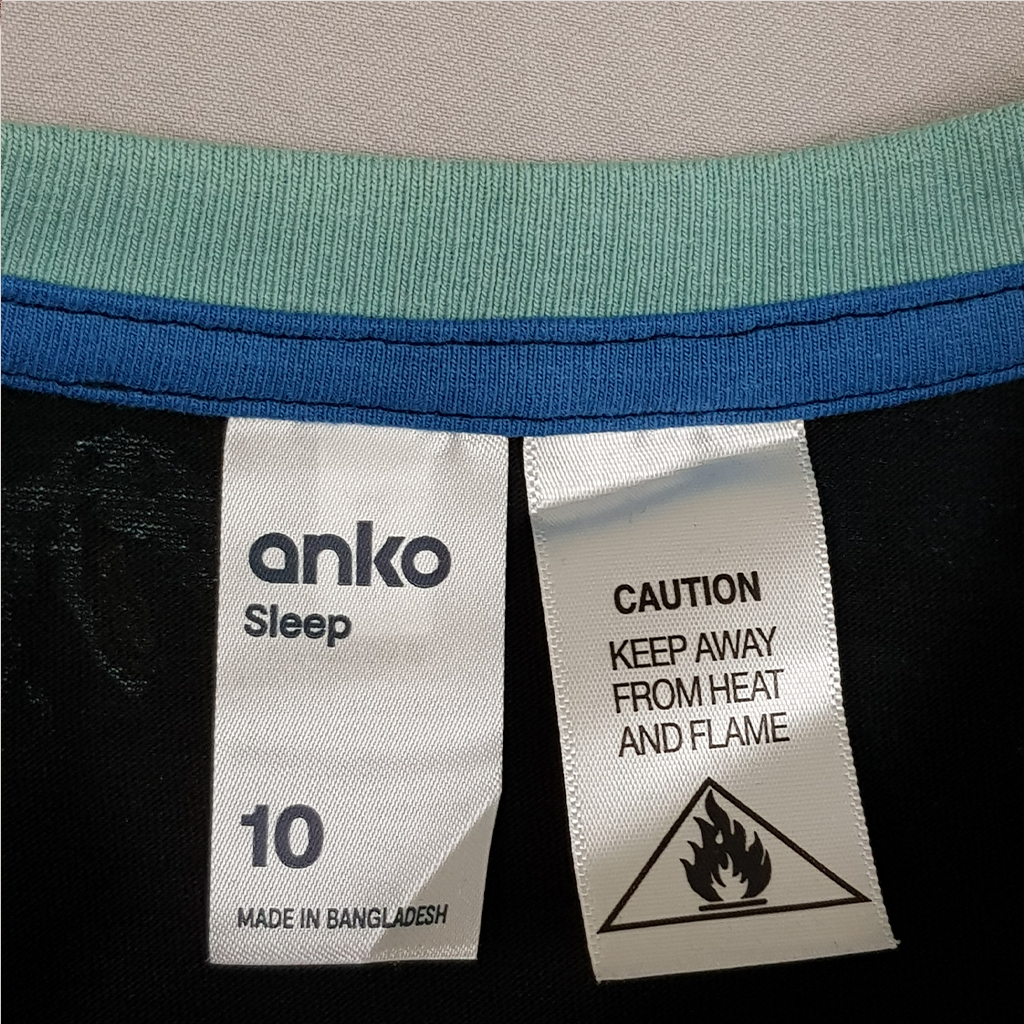 anko
Sleep
10
MADE IN BANGLADESH
CAUTION
KEEP AWAY
FROM HEAT
AND FLAME